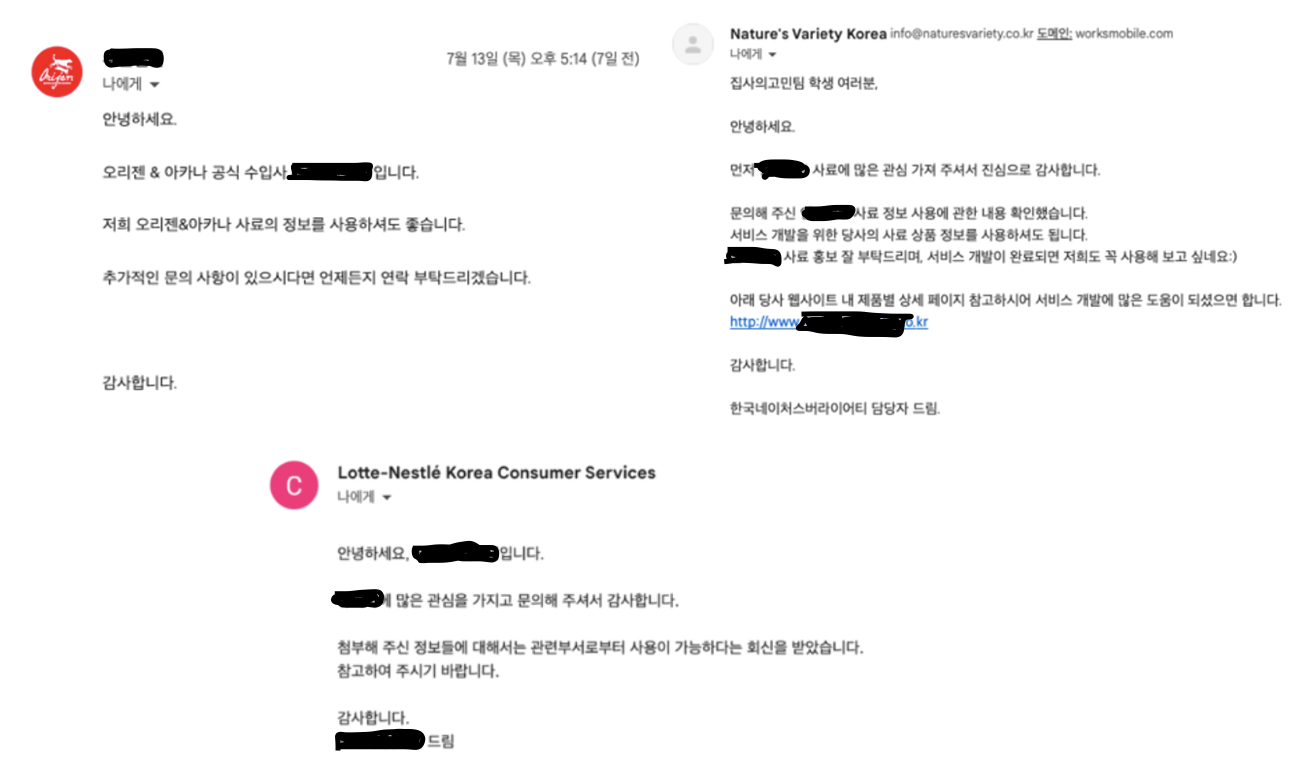 Orijen
나에게
7월 13일 (목) 오후 5:14 (7일 전)
안녕하세요.
오리젠 & 아카나 공식 수입사 입니다.
저희 오리젠&아카나 사료의 정보를 사용하셔도 좋습니다.
추가적인 문의 사항이 있으시다면 언제든지 연락 부탁드리겠습니다.
감사합니다.
Nature's Variety Korea info@naturesvariety.co.kr 도메인: worksmobile.com
나에게
집사의고민팀 학생 여러분,
안녕하세요.
먼저 사료에 많은 관심 가져 주셔서 진심으로 감사합니다.
문의해 주신 사료 정보 사용에 관한 내용 확인했습니다.
서비스 개발을 위한 당사의 사료 상품 정보를 사용하셔도 됩니다.
사료 홍보 잘 부탁드리며, 서비스 개발이 완료되면 저희도 꼭 사용해 보고 싶네요:)
아래 당사 웹사이트 내 제품별 상세 페이지 참고하시어 서비스 개발에 많은 도움이 되셨으면 합니다.
http://www. o.kr
감사합니다.
한국네이처스버라이어티 담당자 드림.
C
Lotte-Nestlé Korea Consumer Services
나에게
안녕하세요, 입니다.
에 많은 관심을 가지고 문의해 주셔서 감사합니다.
첨부해 주신 정보들에 대해서는 관련부서로부터 사용이 가능하다는 회신을 받았습니다.
참고하여 주시기 바랍니다.
감사합니다.
드림